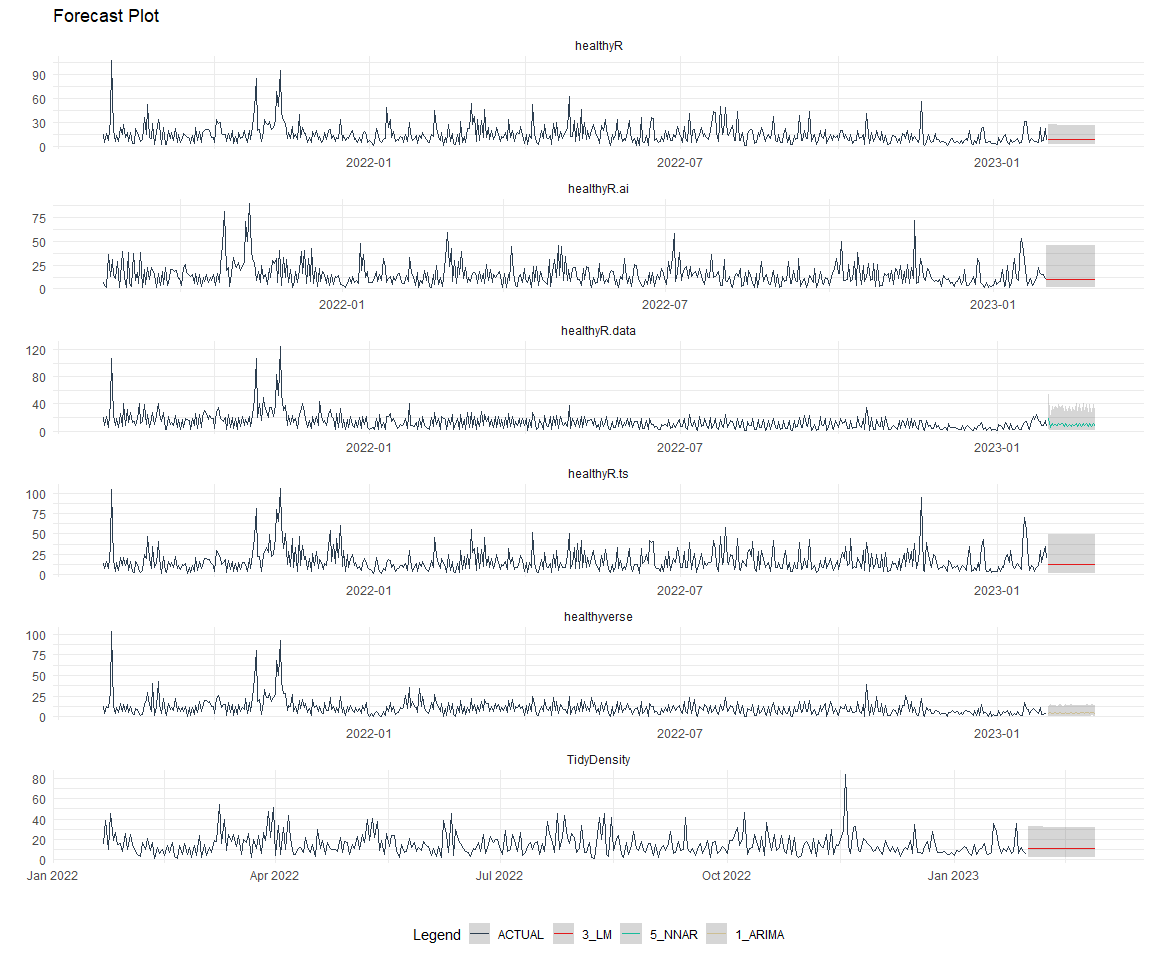 Forecast Plot
healthyR
90
60
30
0
2022-01 2022-07 2023-01
healthyR.ai
75
50
25
0
2022-01 2022-07 2023-01
healthyR.data
120
80
40
0
2022-01 2022-07 2023-01
healthyR.ts
100
75
50
25
0
2022-01 2022-07 2023-01
healthyverse
100
75
50
25
0
2022-01 2022-07 2023-01
TidyDensity
80
60
40
20
0
Jan 2022 Apr 2022 Jul 2022 Oct 2022 Jan 2023
Legend ACTUAL 3_LM 5_NNAR 1_ARIMA